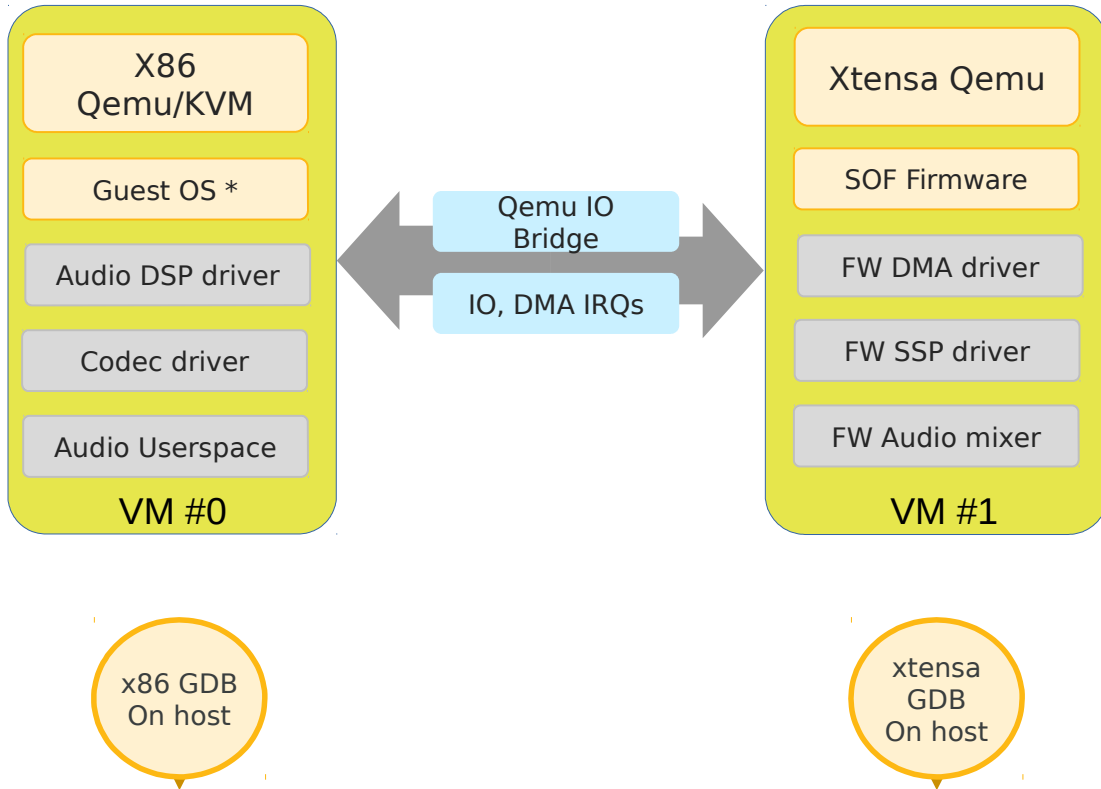 X86
Qemu/KVM
Guest OS *
Audio DSP driver
Codec driver
Audio Userspace
VM #0
Qemu IO
Bridge
IO, DMA IRQs
Xtensa Qemu
SOF Firmware
FW DMA driver
FW SSP driver
FW Audio mixer
VM #1
x86 GDB
On host
xtensa
GDB
On host